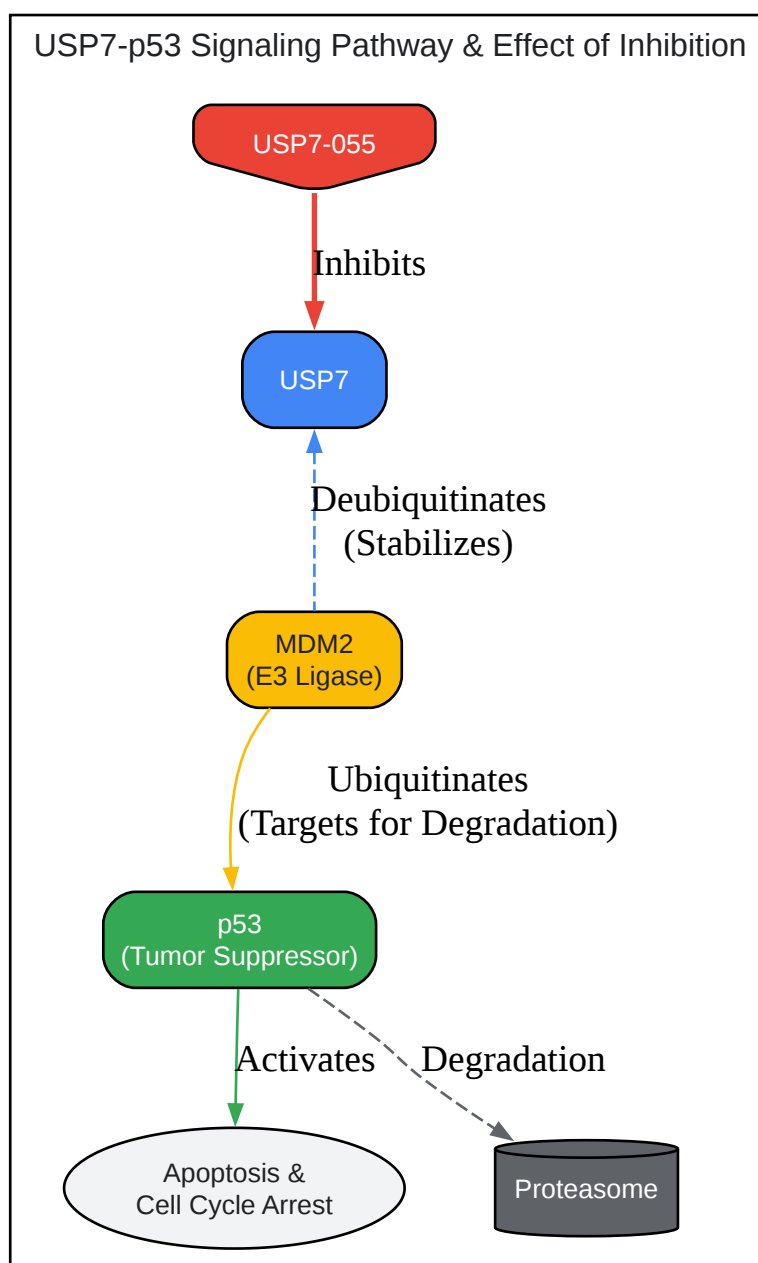 USP7-p53 Signaling Pathway & Effect of Inhibition
USP7-055
Inhibits
USP7
Deubiquitinates
(Stabilizes)
MDM2
(E3 Ligase)
Ubiquitinates
(Targets for Degradation)
p53
(Tumor Suppressor)
Activates
Degradation
Apoptosis &
Cell Cycle Arrest
Proteasome